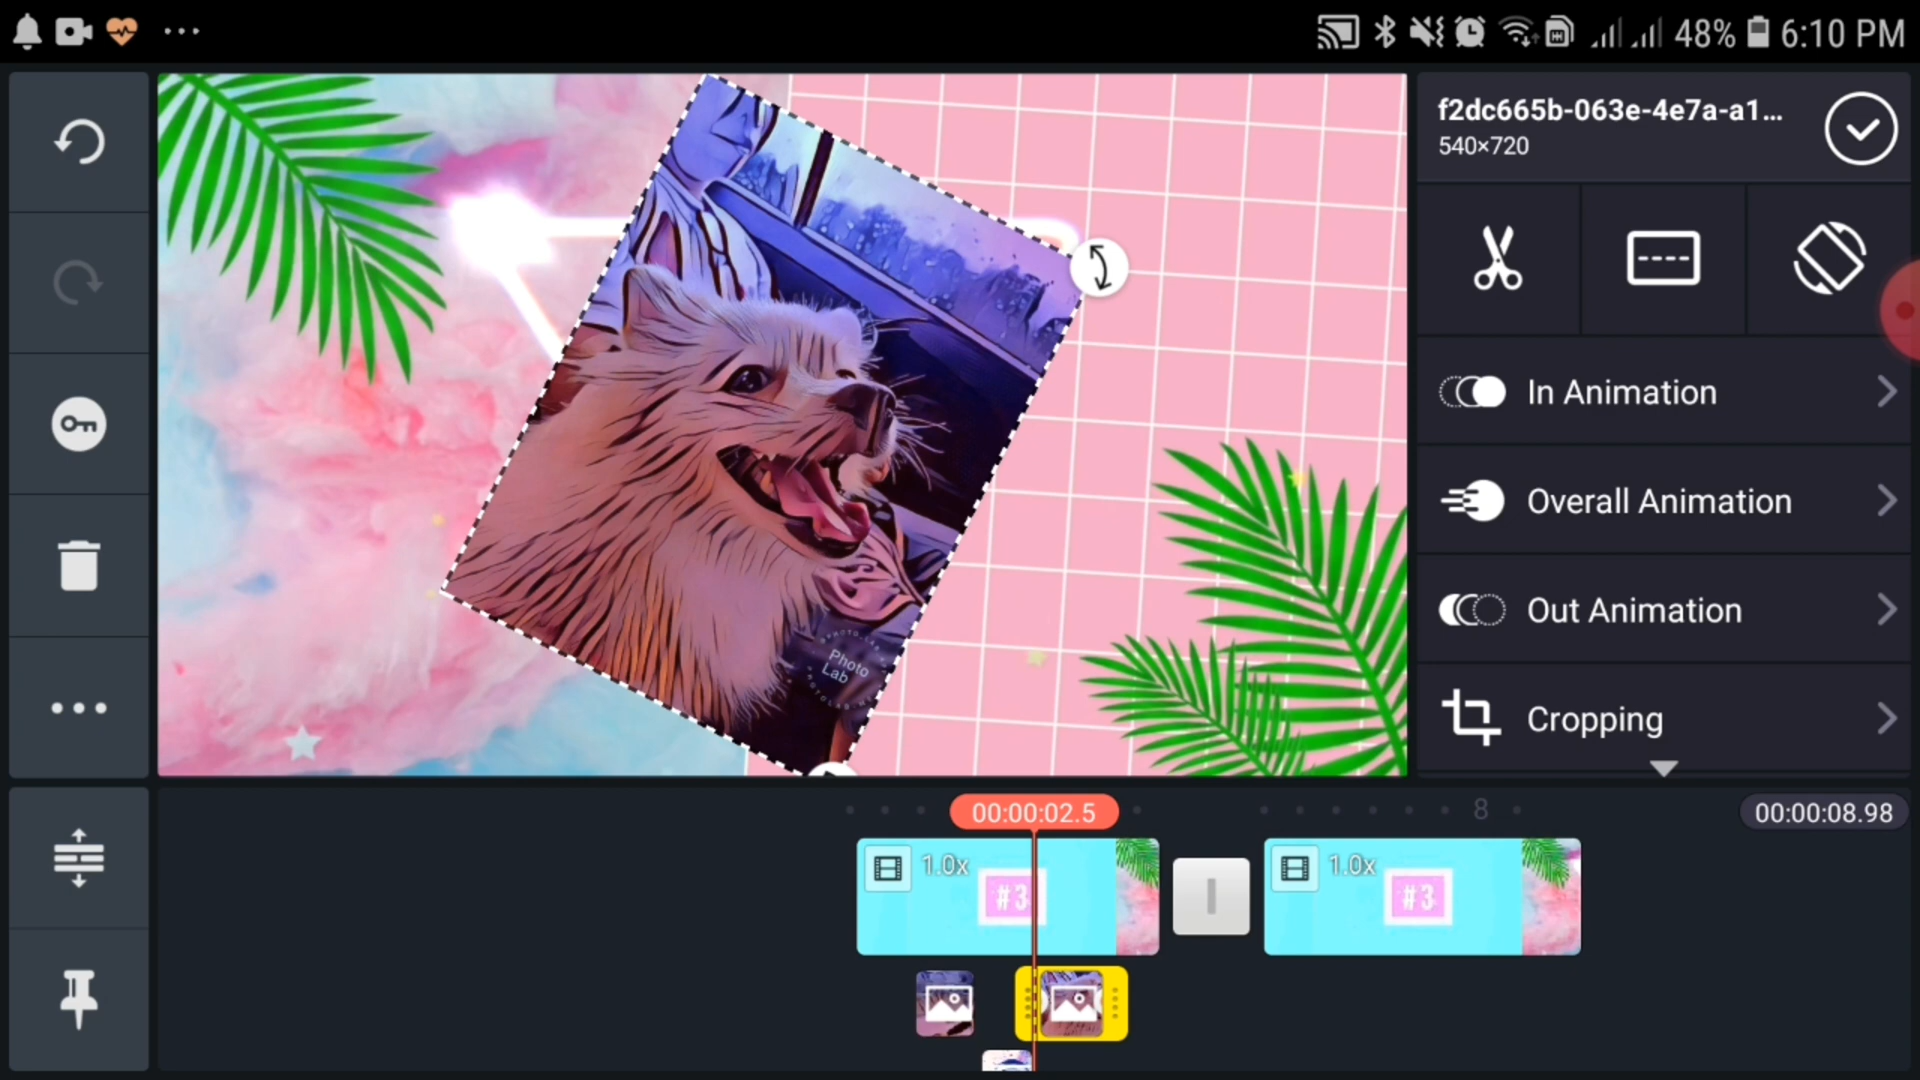 48% 6:10 PM
f2dc665b-063e-4e7a-a1...
540×720
In Animation
Overall Animation
Out Animation
Cropping
Photo
Lab
00:00:02.5
8
00:00:08.98
1.0x
#3
1.0x
#3